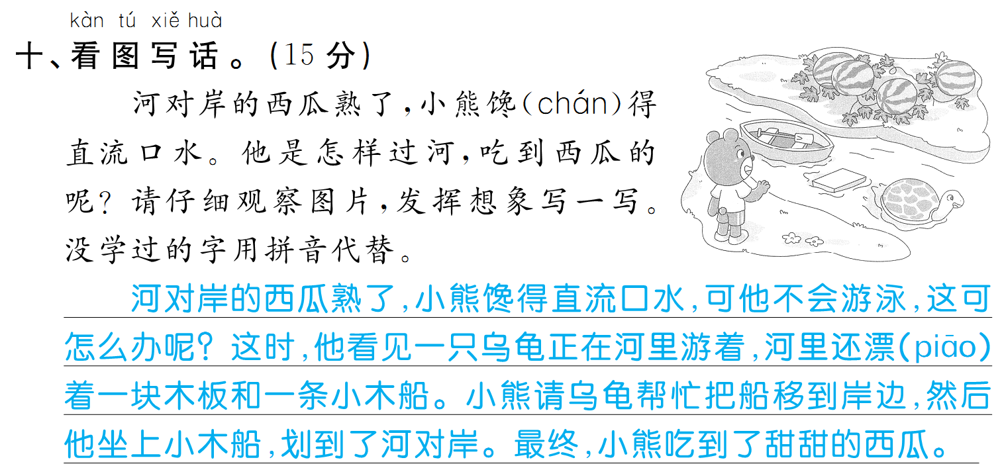 kàn tú xiě huà
十、看图写话。(15 分)
河对岸的西瓜熟了,小熊馋(chán)得
直流口水。他是怎样过河,吃到西瓜的
呢?请仔细观察图片,发挥想象写一写。
没学过的字用拼音代替。
河对岸的西瓜熟了,小熊馋得直流口水,可他不会游泳,这可
怎么办呢?这时,他看见一只乌龟正在河里游着,河里还漂(piāo)
着一块木板和一条小木船。小熊请乌龟帮忙把船移到岸边,然后
他坐上小木船,划到了河对岸。最终,小熊吃到了甜甜的西瓜。